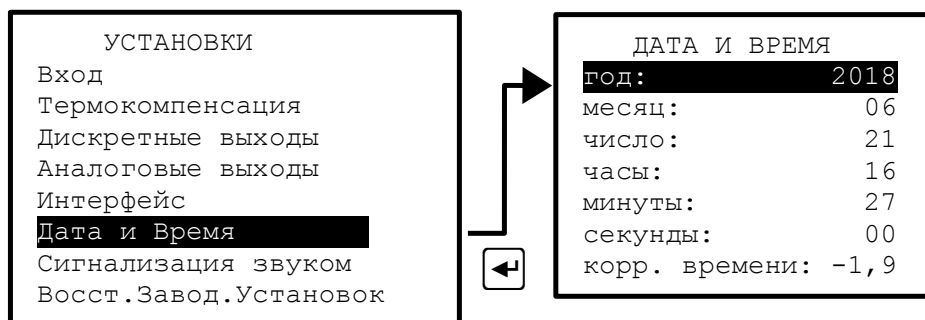 УСТАНОВКИ
Вход
Термокомпенсация
Дискретные выходы
Аналоговые выходы
Интерфейс
Дата и Время
Сигнализация звуком
Восст.Завод.Установок
ДАТА И ВРЕМЯ
год: 2018
месяц: 06
число: 21
часы: 16
минуты: 27
секунды: 00
корр. времени: -1,9